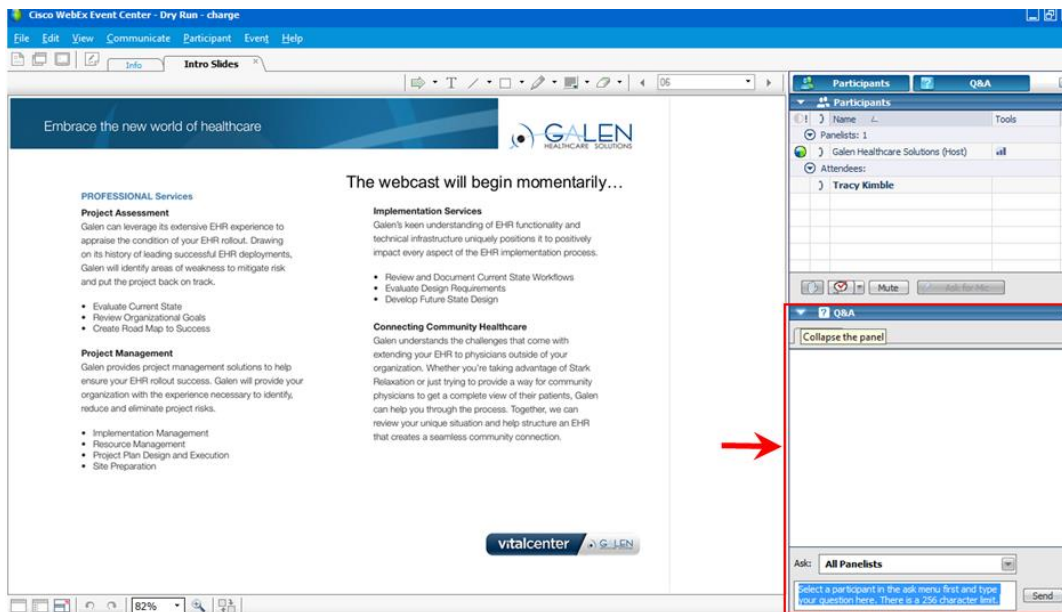 Cisco WebEx Event Center - Dry Run - charge
File Edit View Communicate Participant Event Help
Info Intro Slides
06
Embrace the new world of healthcare
GALEN
HEALTHCARE SOLUTIONS
The webcast will begin momentarily…
PROFESSIONAL Services
Project Assessment
Galen can leverage its extensive EHR experience to
appraise the condition of your EHR rollout. Drawing
on its history of leading successful EHR deployments,
Galen will identify areas of weakness to mitigate risk
and put the project back on track.
• Evaluate Current State
• Review Organizational Goals
• Create Road Map to Success
Project Management
Galen provides project management solutions to help
ensure your EHR rollout success. Galen will provide your
organization with the experience necessary to identify,
reduce and eliminate project risks.
• Implementation Management
• Resource Management
• Project Plan Design and Execution
• Site Preparation
Implementation Services
Galen's keen understanding of EHR functionality and
technical infrastructure uniquely positions it to positively
impact every aspect of the EHR implementation process.
• Review and Document Current State Workflows
• Evaluate Design Requirements
• Develop Future State Design
Connecting Community Healthcare
Galen understands the challenges that come with
extending your EHR to physicians outside of your
organization. Whether you're taking advantage of Stark
Relaxation or just trying to provide a way for community
physicians to get a complete view of their patients, Galen
can help you through the process. Together, we can
review your unique situation and help structure an EHR
that creates a seamless community connection.
vitalcenter GALEN
82%
Participants Q&A
Participants
Name Tools
Panelists: 1
Galen Healthcare Solutions (Host)
Attendees:
Tracy Kimble
Mute Ask for Mic
Q&A
Collapse the panel
Ask: All Panelists
Select a participant in the ask menu first and type
your question here. There is a 256 character limit.
Send